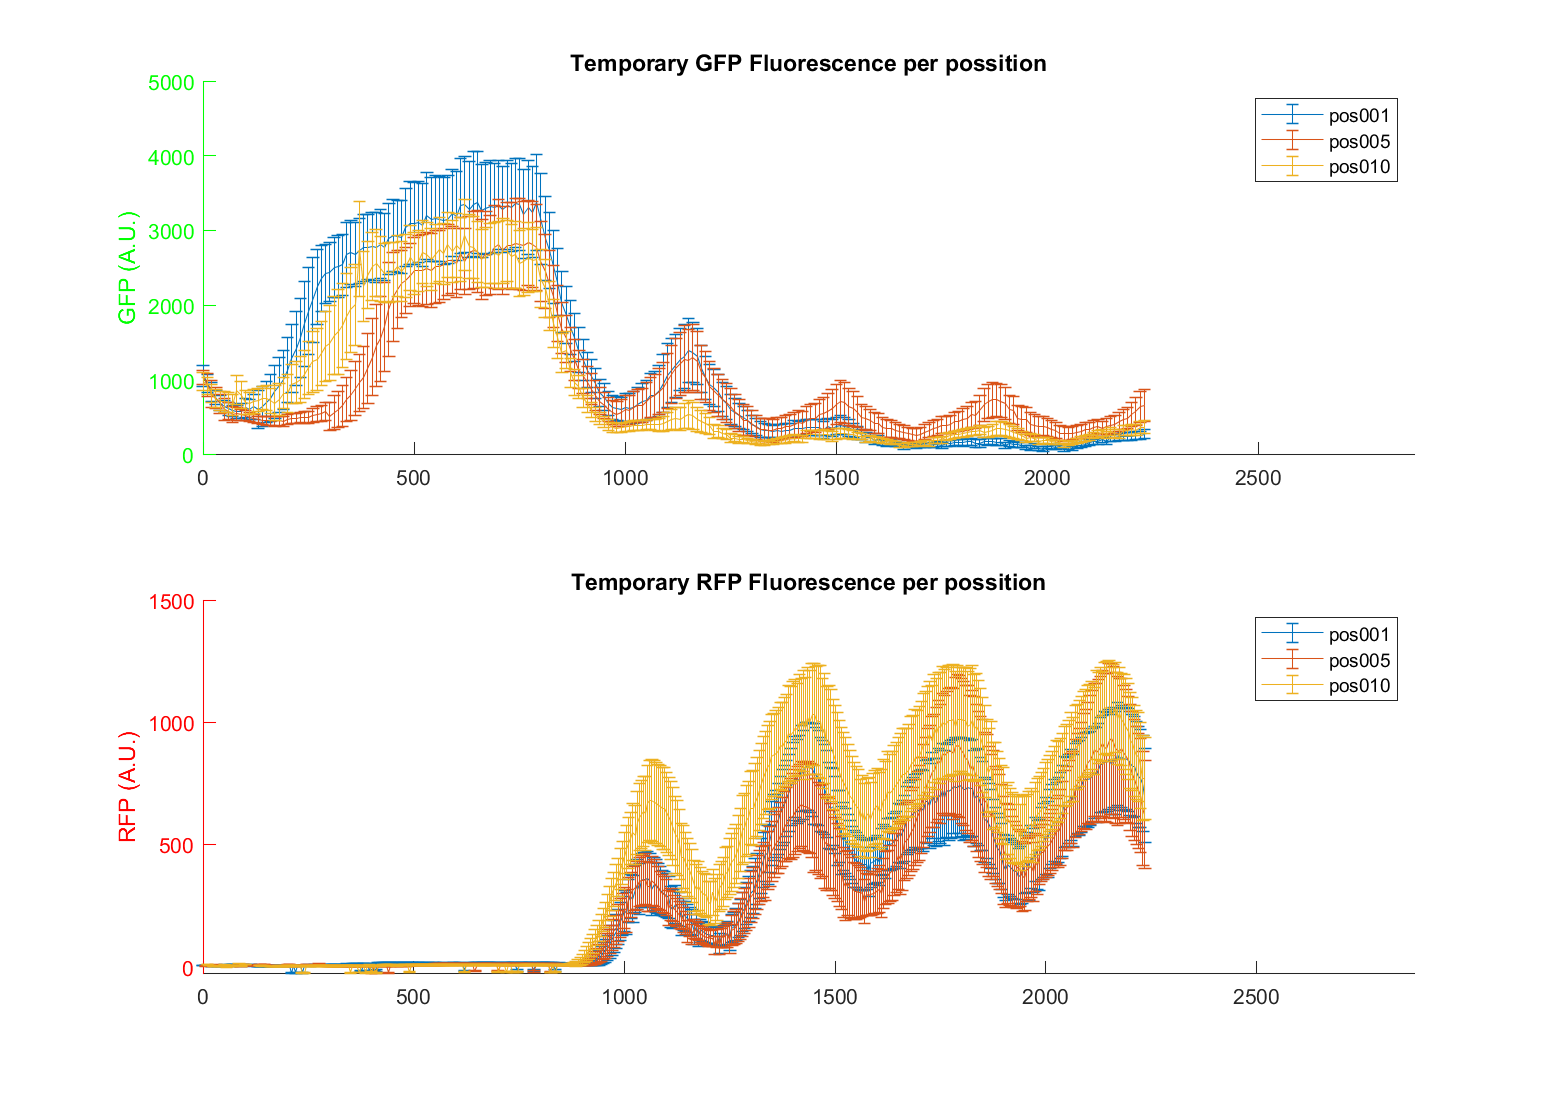 Temporary GFP Fluorescence per possition
5000
4000
3000
2000
1000
0
GFP (A.U.)
0 500 1000 1500 2000 2500
pos001
pos005
pos010
Temporary RFP Fluorescence per possition
1500
1000
500
0
RFP (A.U.)
0 500 1000 1500 2000 2500
pos001
pos005
pos010